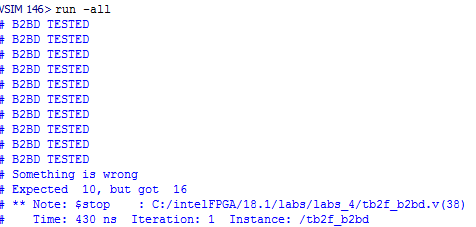 VSIM 146> run -all
# B2BD TESTED
# B2BD TESTED
# B2BD TESTED
# B2BD TESTED
# B2BD TESTED
# B2BD TESTED
# B2BD TESTED
# B2BD TESTED
# B2BD TESTED
# B2BD TESTED
# Something is wrong
# Expected  10, but got  16
# ** Note: $stop    : C:/intelFPGA/18.1/labs/labs_4/tb2f_b2bd.v(38)
#    Time: 430 ns  Iteration: 1  Instance: /tb2f_b2bd